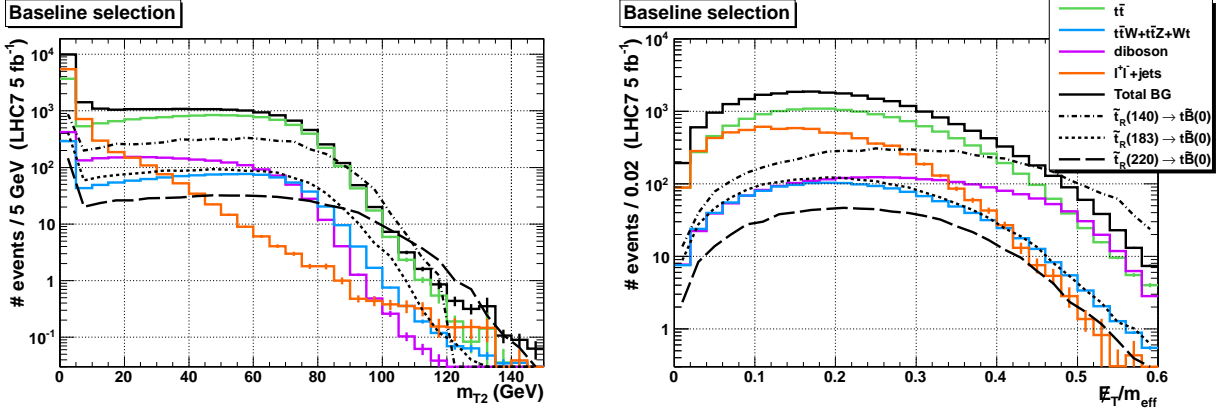 Baseline selection
# events / 5 GeV (LHC7 5 fb⁻¹)
10⁴
10³
10²
10
1
10⁻¹
0 20 40 60 80 100 120 140
m_T2 (GeV)
Baseline selection
# events / 0.02 (LHC7 5 fb⁻¹)
10⁴
10³
10²
10
1
0 0.1 0.2 0.3 0.4 0.5 0.6
E̸_T/m_eff
tt̄
tt̄W+tt̄Z+Wt
diboson
l⁺l⁻+jets
Total BG
t̃_R(140) → tB̃(0)
t̃_R(183) → tB̃(0)
t̃_R(220) → tB̃(0)